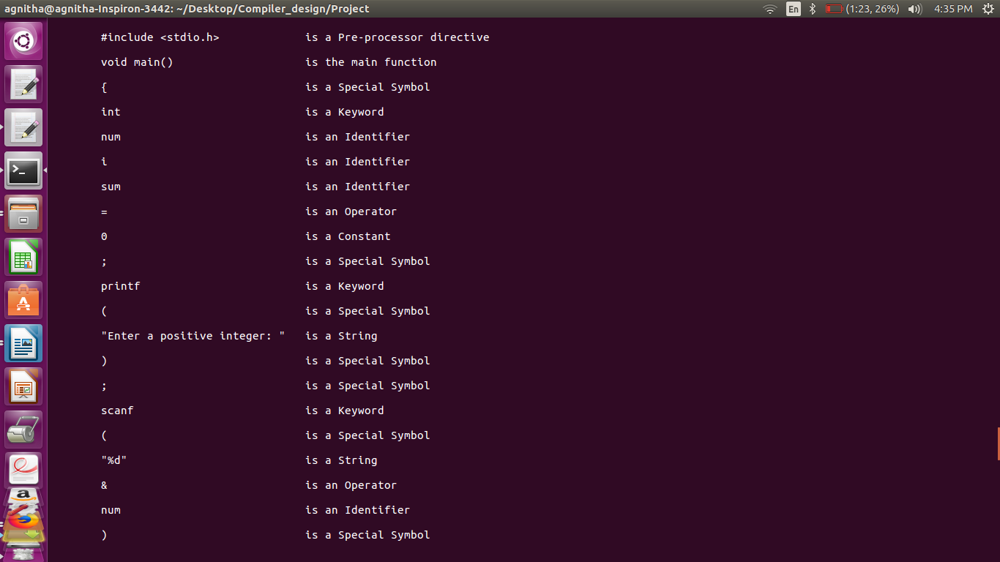 agnitha@agnitha-Inspiron-3442: ~/Desktop/Compiler_design/Project En (1:23, 26%) 4:35 PM
#include <stdio.h> is a Pre-processor directive
void main() is the main function
{ is a Special Symbol
int is a Keyword
num is an Identifier
i is an Identifier
sum is an Identifier
= is an Operator
0 is a Constant
; is a Special Symbol
printf is a Keyword
( is a Special Symbol
"Enter a positive integer: " is a String
) is a Special Symbol
; is a Special Symbol
scanf is a Keyword
( is a Special Symbol
"%d" is a String
& is an Operator
num is an Identifier
) is a Special Symbol